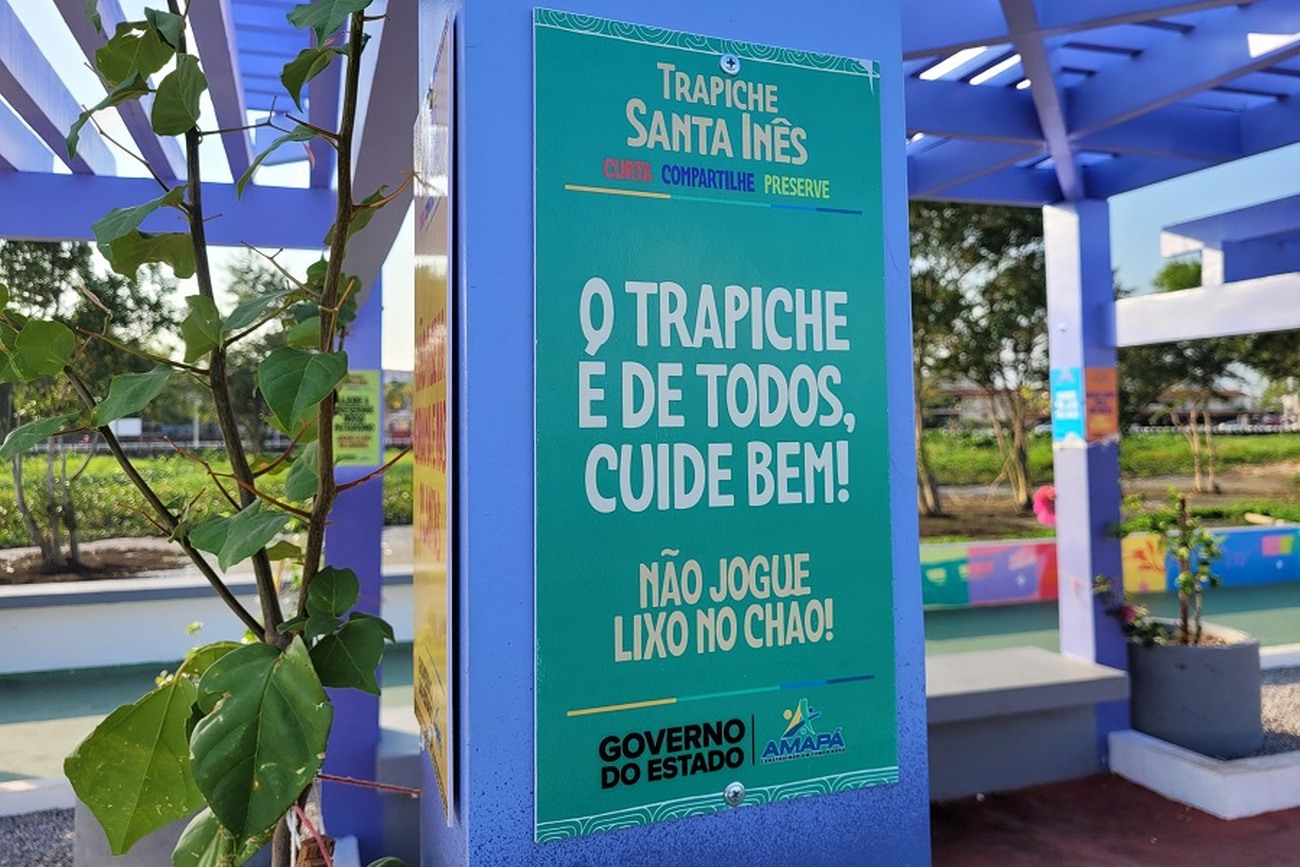 TRAPICHE
SANTA INÊS
CURTA COMPARTILHE PRESERVE
O TRAPICHE
É DE TODOS,
CUIDE BEM!
NÃO JOGUE
LIXO NO CHAO!
GOVERNO
DO ESTADO
AMAPÁ